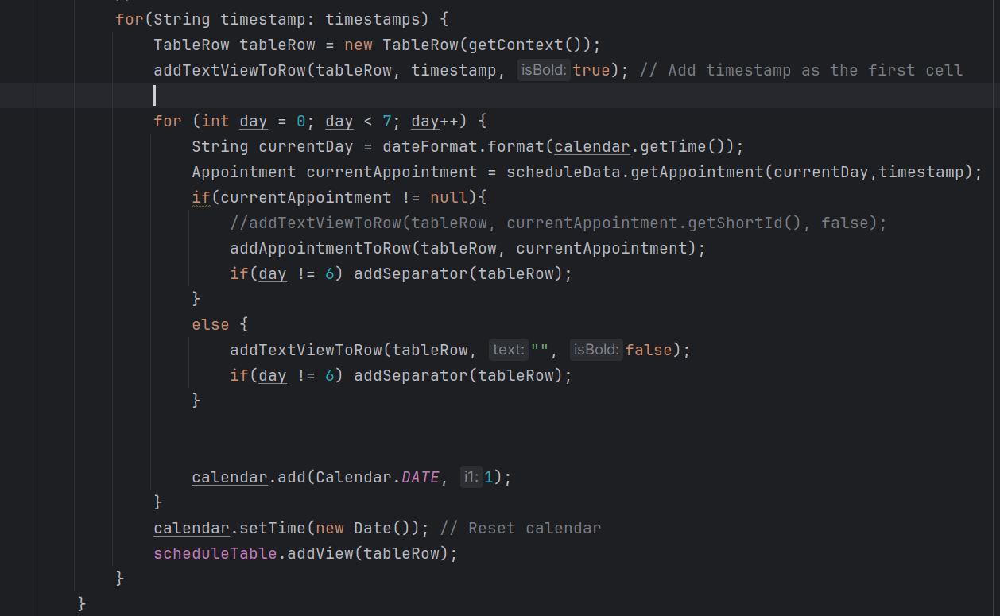 for(String timestamp: timestamps) {
TableRow tableRow = new TableRow(getContext());
addTextViewToRow(tableRow, timestamp, isBold: true); // Add timestamp as the first cell
for (int day = 0; day < 7; day++) {
String currentDay = dateFormat.format(calendar.getTime());
Appointment currentAppointment = scheduleData.getAppointment(currentDay,timestamp);
if(currentAppointment != null){
//addTextViewToRow(tableRow, currentAppointment.getShortId(), false);
addAppointmentToRow(tableRow, currentAppointment);
if(day != 6) addSeparator(tableRow);
}
else {
addTextViewToRow(tableRow, text: "", isBold: false);
if(day != 6) addSeparator(tableRow);
}
calendar.add(Calendar.DATE, i1: 1);
}
calendar.setTime(new Date()); // Reset calendar
scheduleTable.addView(tableRow);
}
}